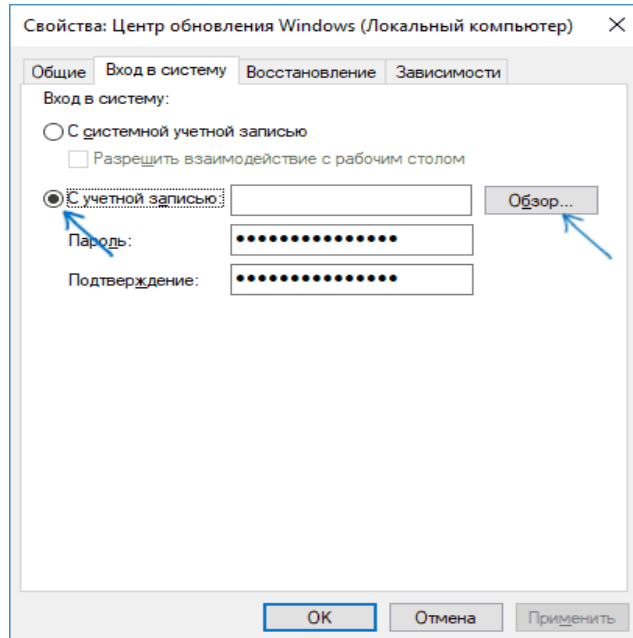 Свойства: Центр обновления Windows (Локальный компьютер)
Общие Вход в систему Восстановление Зависимости
Вход в систему:
С системной учетной записью
Разрешить взаимодействие с рабочим столом
С учетной записью: Обзор...
Пароль: ●●●●●●●●●●●●●●●
Подтверждение: ●●●●●●●●●●●●●●●
OK Отмена Применить